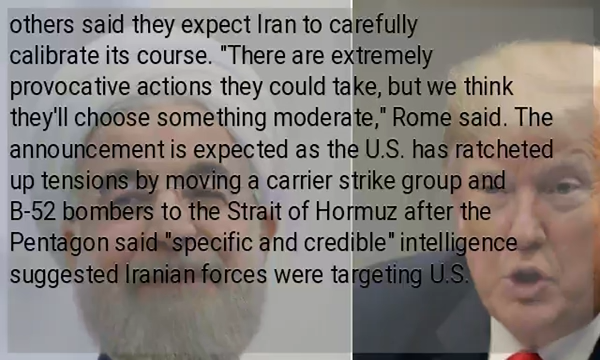 others said they expect Iran to carefully
calibrate its course. "There are extremely
provocative actions they could take, but we think
they'll choose something moderate," Rome said. The
announcement is expected as the U.S. has ratcheted
up tensions by moving a carrier strike group and
B-52 bombers to the Strait of Hormuz after the
Pentagon said "specific and credible" intelligence
suggested Iranian forces were targeting U.S.